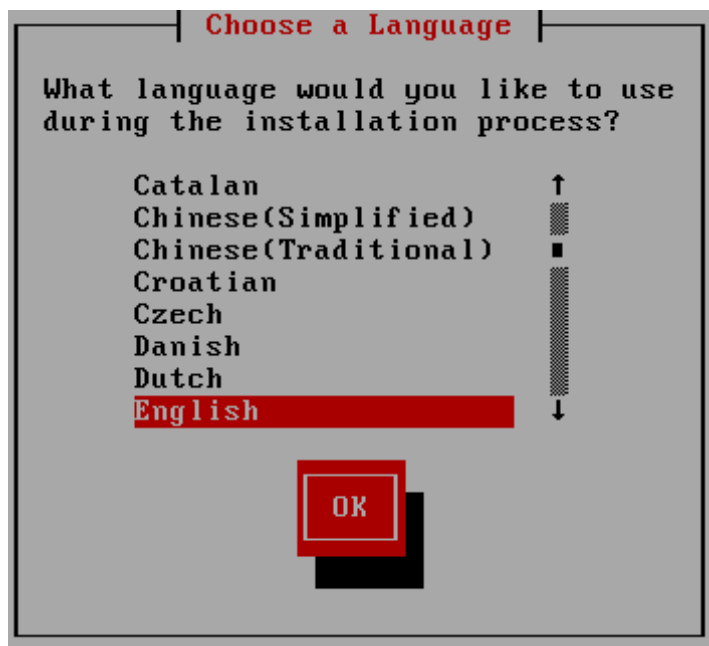 Choose a Language
What language would you like to use
during the installation process?
Catalan
Chinese(Simplified)
Chinese(Traditional)
Croatian
Czech
Danish
Dutch
English
OK